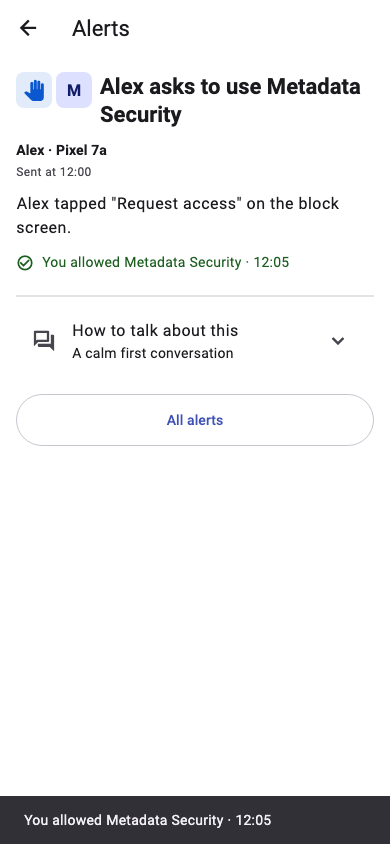 Alerts
M
Alex asks to use Metadata
Security
Alex · Pixel 7a
Sent at 12:00
Alex tapped "Request access" on the block
screen.
You allowed Metadata Security · 12:05
How to talk about this
A calm first conversation
All alerts
You allowed Metadata Security · 12:05